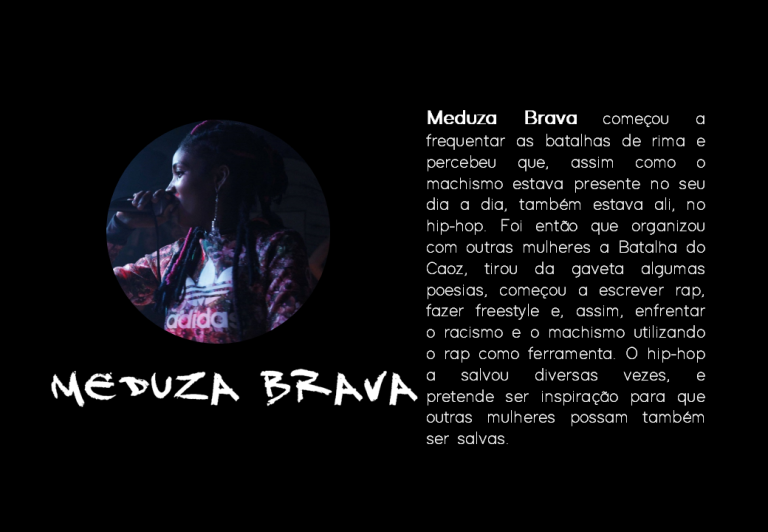 adidas
MEDUZA BRAVA
Meduza Brava começou a
frequentar as batalhas de rima e
percebeu que, assim como o
machismo estava presente no seu
dia a dia, também estava ali, no
hip-hop. Foi então que organizou
com outras mulheres a Batalha do
Caoz, tirou da gaveta algumas
poesias, começou a escrever rap,
fazer freestyle e, assim, enfrentar
o racismo e o machismo utilizando
o rap como ferramenta. O hip-hop
a salvou diversas vezes, e
pretende ser inspiração para que
outras mulheres possam também
ser salvas.